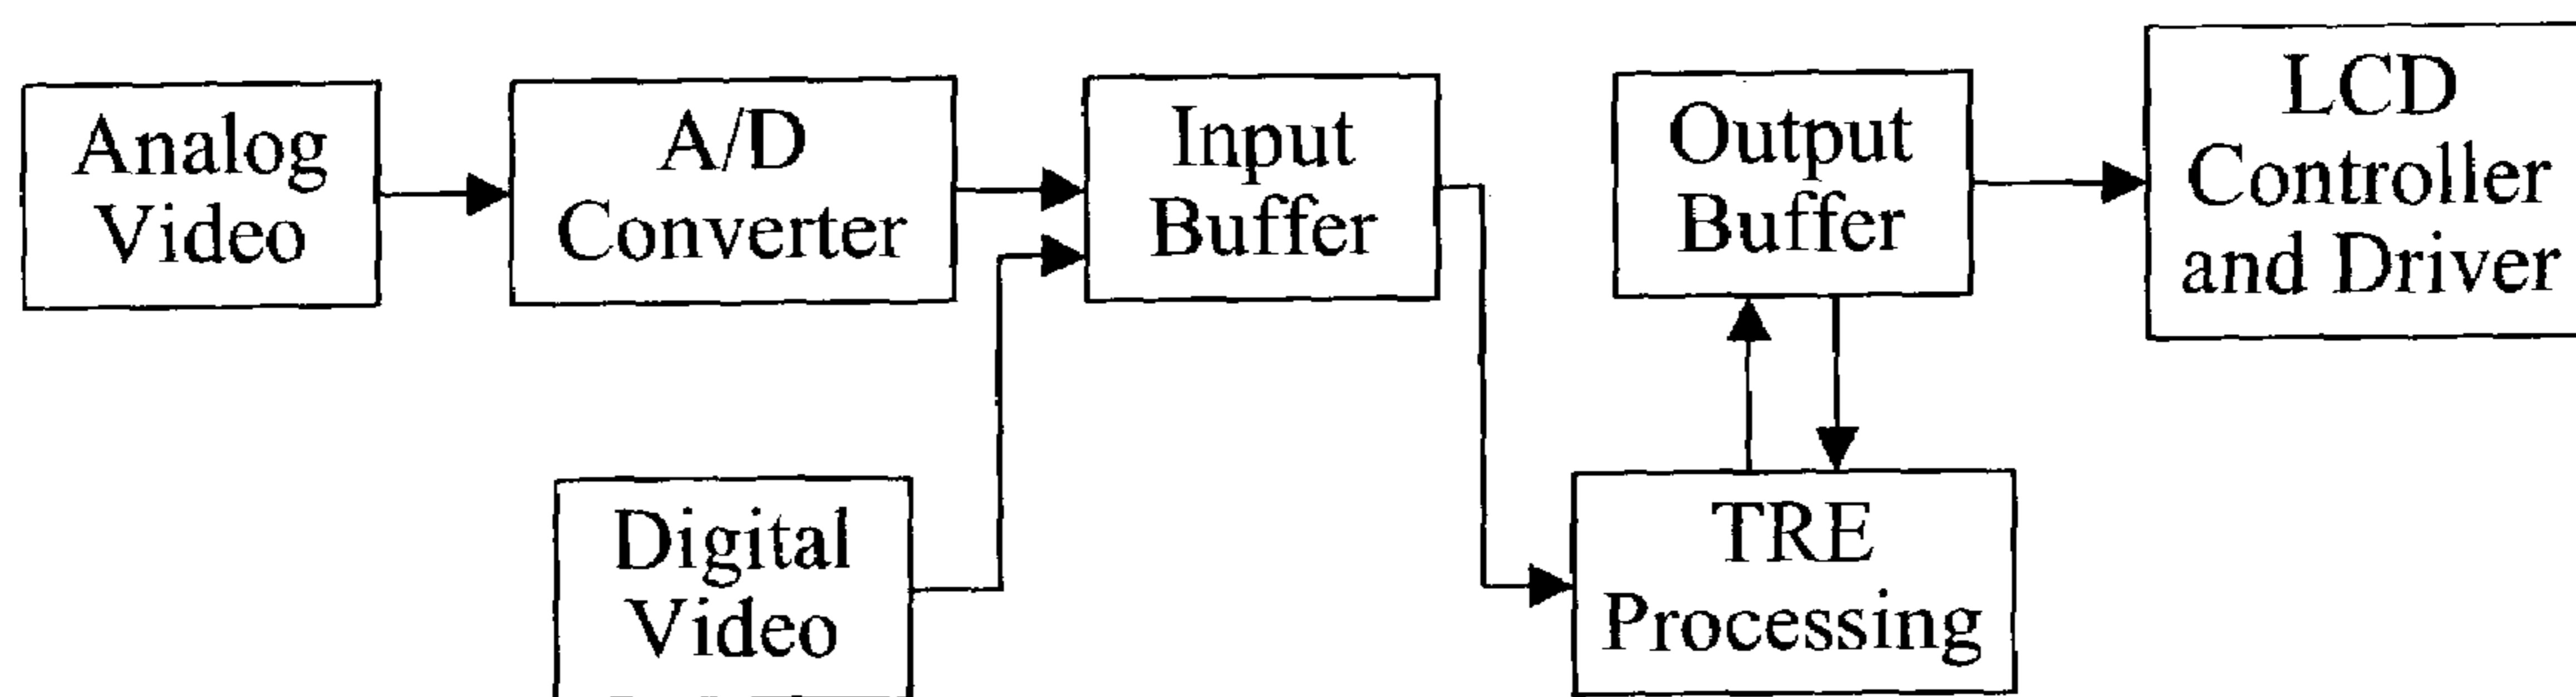 Analog
Video
A/D
Converter
Input
Buffer
Output
Buffer
LCD
Controller
and Driver
Digital
Video
TRE
Processing